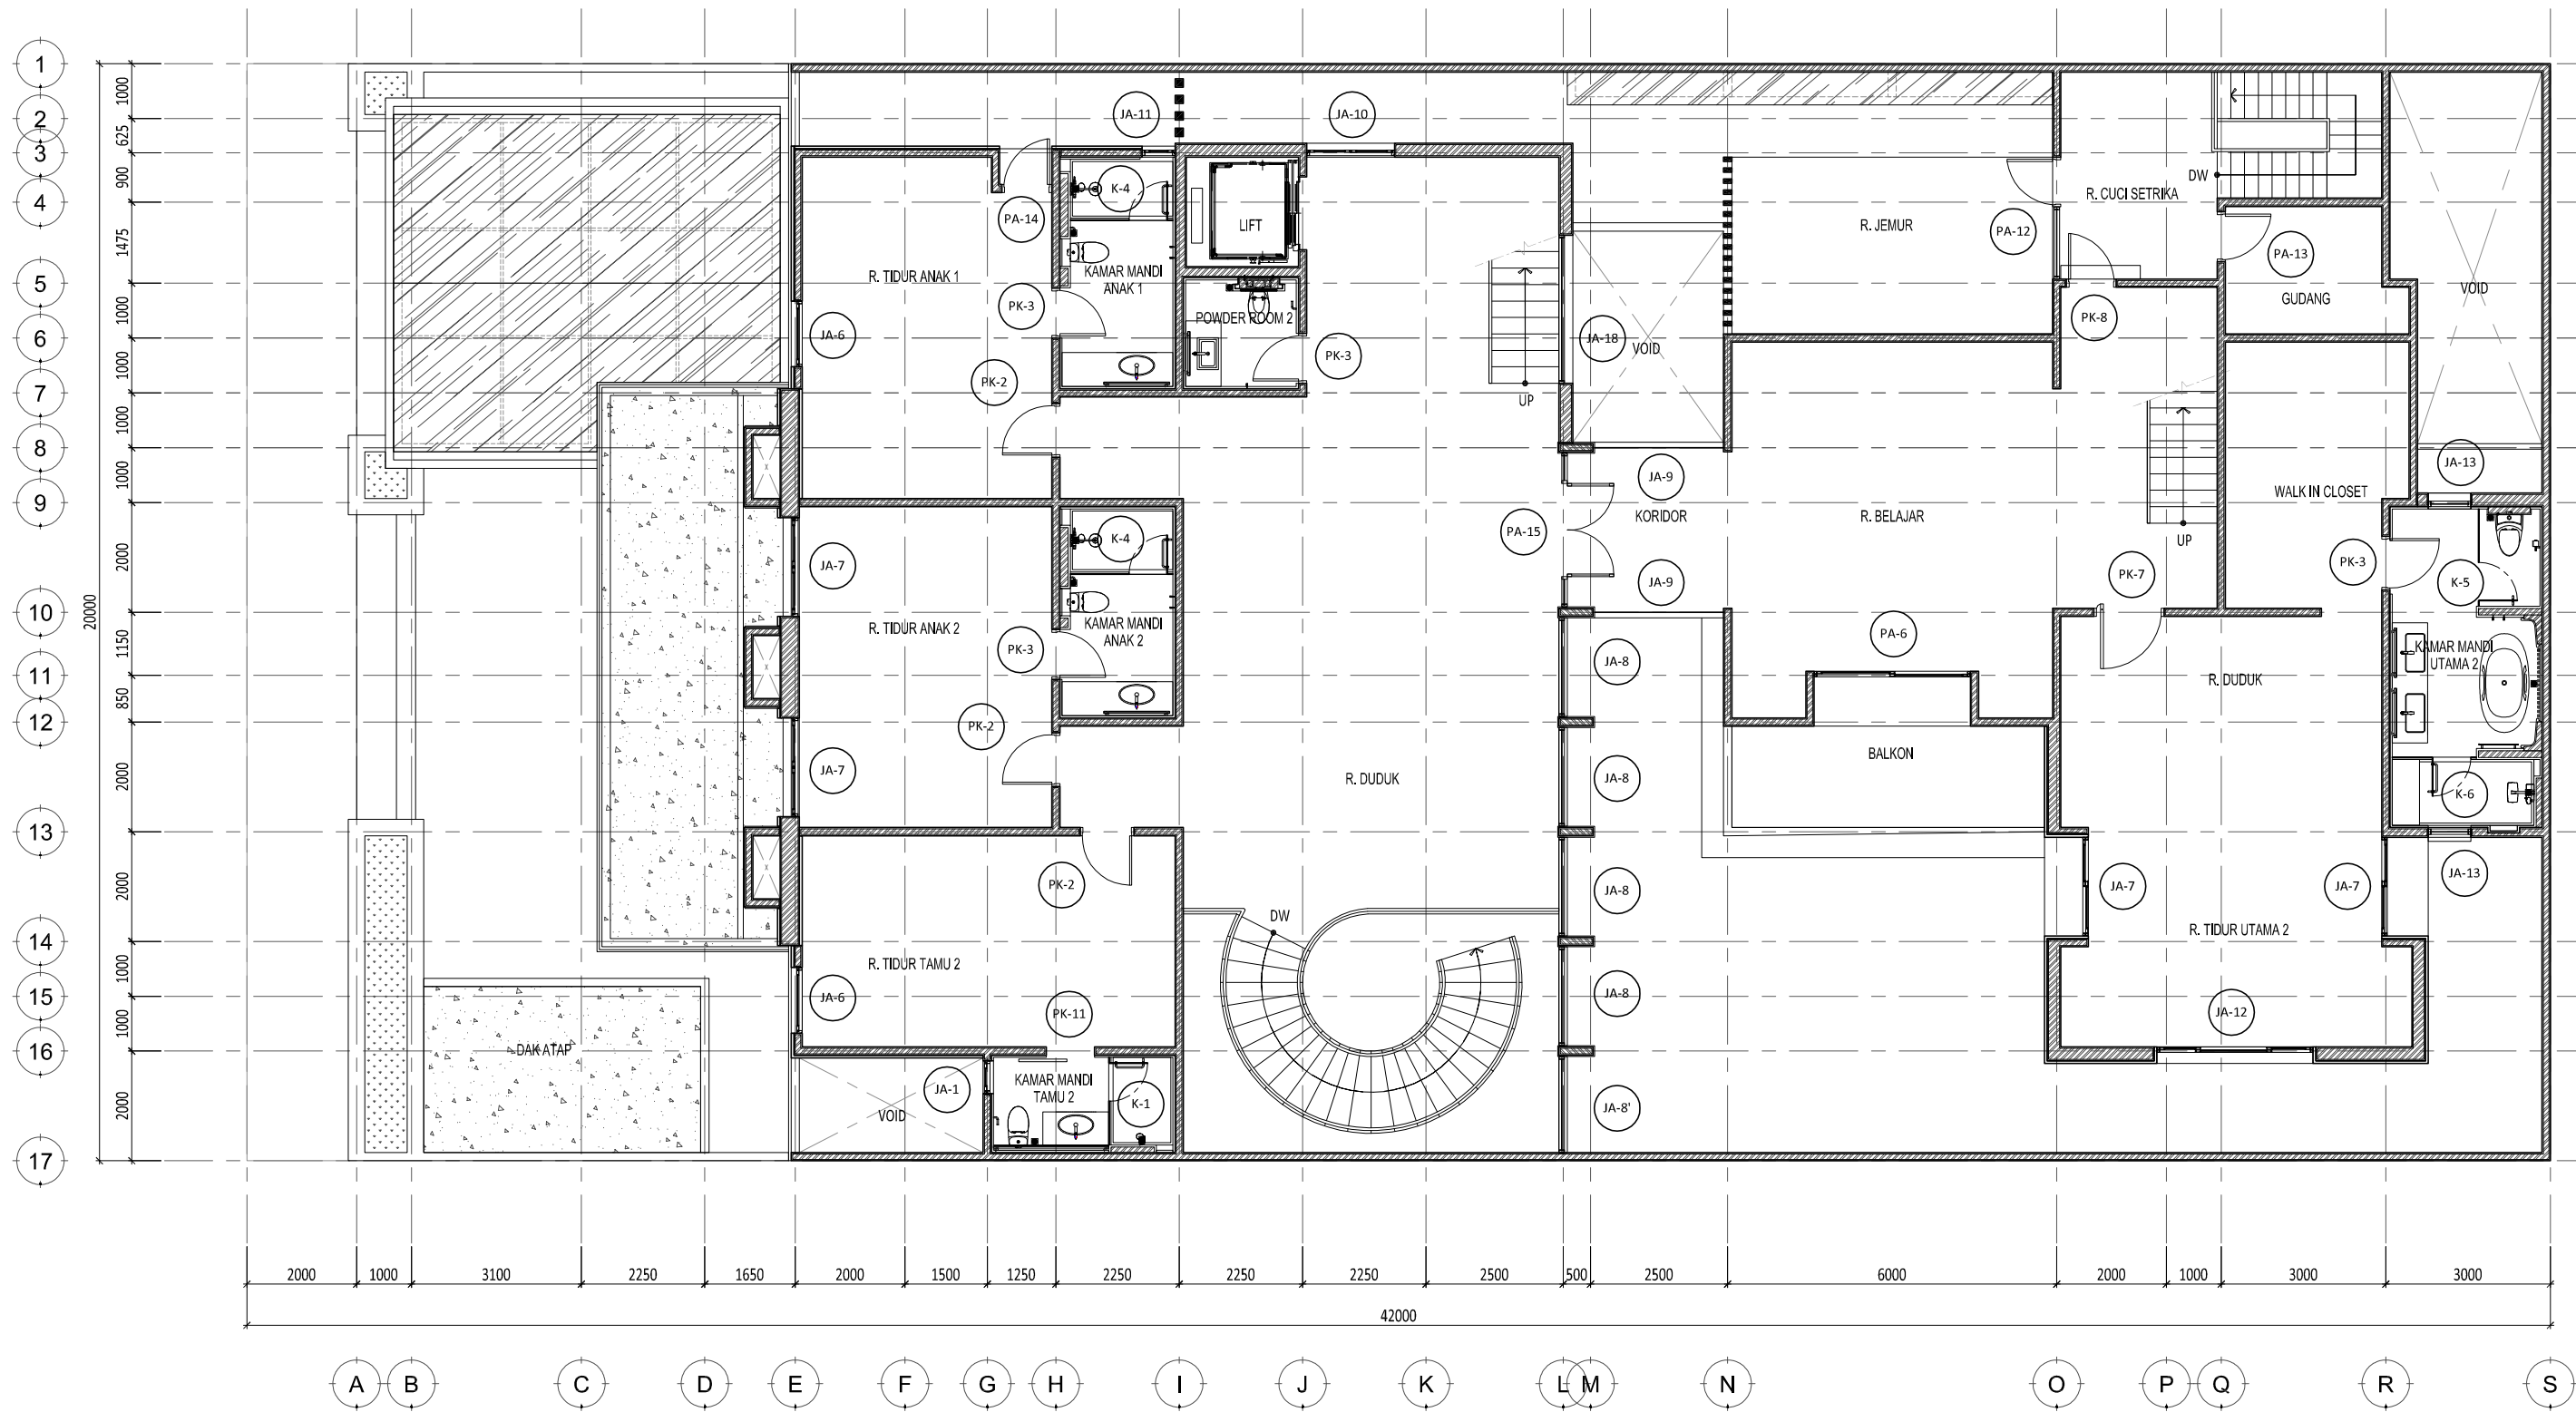 1
2
3
4
5
6
7
8
9
10
11
12
13
14
15
16
17
20000
1000
625
900
1475
1000
1000
1000
1000
2000
1150
850
2000
2000
1000
1000
2000
JA-11
JA-10
K-4
PA-14
LIFT
R. TIDUR ANAK 1
KAMAR MANDI
ANAK 1
PK-3
JA-6
POWDER ROOM 2
PK-3
PK-2
UP
JA-18
VOID
R. JEMUR
PA-12
R. CUCI SETRIKA
DW
PA-13
GUDANG
PK-8
VOID
JA-13
JA-9
KORIDOR
PA-15
JA-9
R. BELAJAR
WALK IN CLOSET
UP
PK-7
PK-3
K-5
K-4
JA-7
R. TIDUR ANAK 2
KAMAR MANDI
ANAK 2
PK-3
PK-2
JA-7
R. DUDUK
JA-8
JA-8
JA-8
JA-8
JA-8'
PA-6
BALKON
R. DUDUK
KAMAR MANDI
UTAMA 2
K-6
JA-13
JA-7
JA-7
R. TIDUR UTAMA 2
JA-12
PK-2
DW
R. TIDUR TAMU 2
JA-6
PK-11
DAK ATAP
VOID
JA-1
KAMAR MANDI
TAMU 2
K-1
2000
1000
3100
2250
1650
2000
1500
1250
2250
2250
2250
2500
500
2500
6000
2000
1000
3000
3000
42000
A
B
C
D
E
F
G
H
I
J
K
L
M
N
O
P
Q
R
S